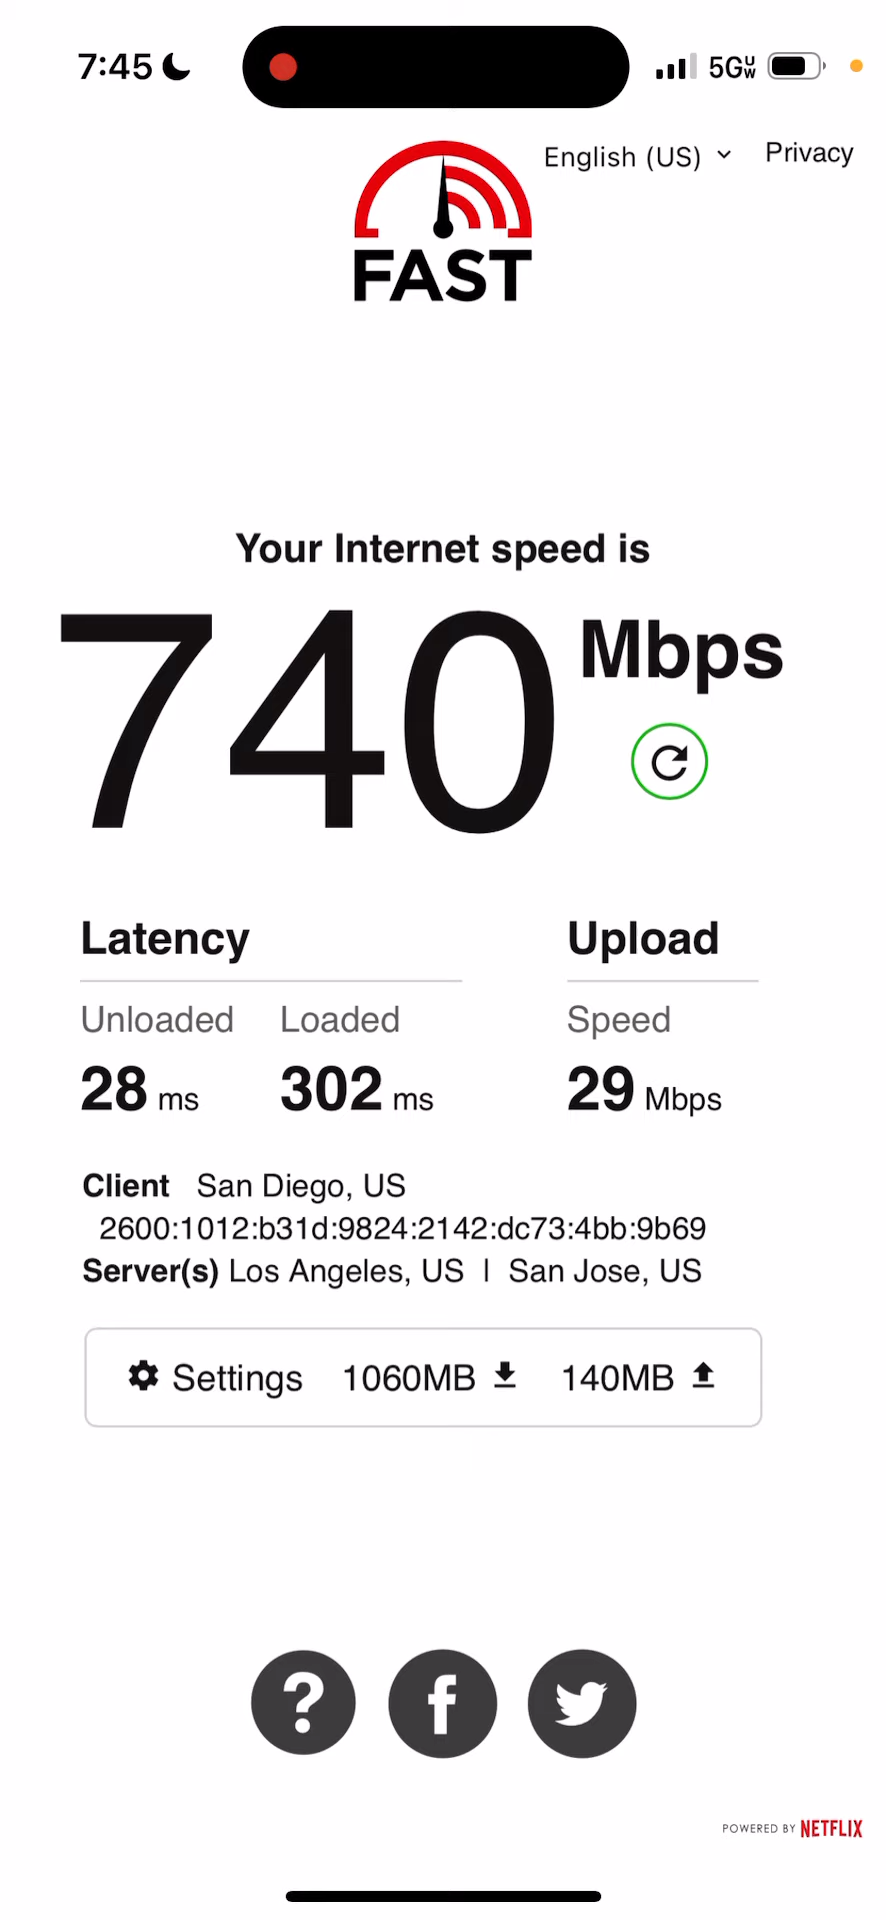 7:45 5GUW
English (US) Privacy
FAST
Your Internet speed is
740 Mbps
Latency Upload
Unloaded Loaded Speed
28 ms 302 ms 29 Mbps
Client San Diego, US
2600:1012:b31d:9824:2142:dc73:4bb:9b69
Server(s) Los Angeles, US | San Jose, US
Settings 1060MB 140MB
?
f
POWERED BY NETFLIX